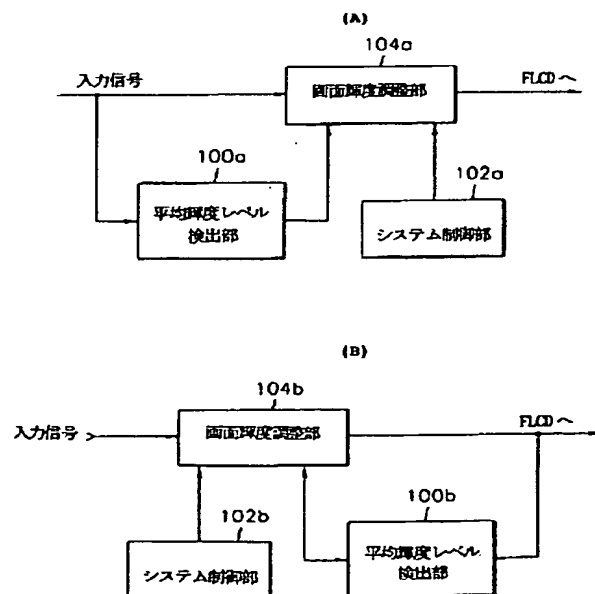 (A)
104a
入力信号
画面輝度調整部
FLCDへ
100a
102a
平均輝度レベル
検出部
システム制御部
(B)
104b
入力信号
画面輝度調整部
FLCDへ
102b
100b
システム制御部
平均輝度レベル
検出部